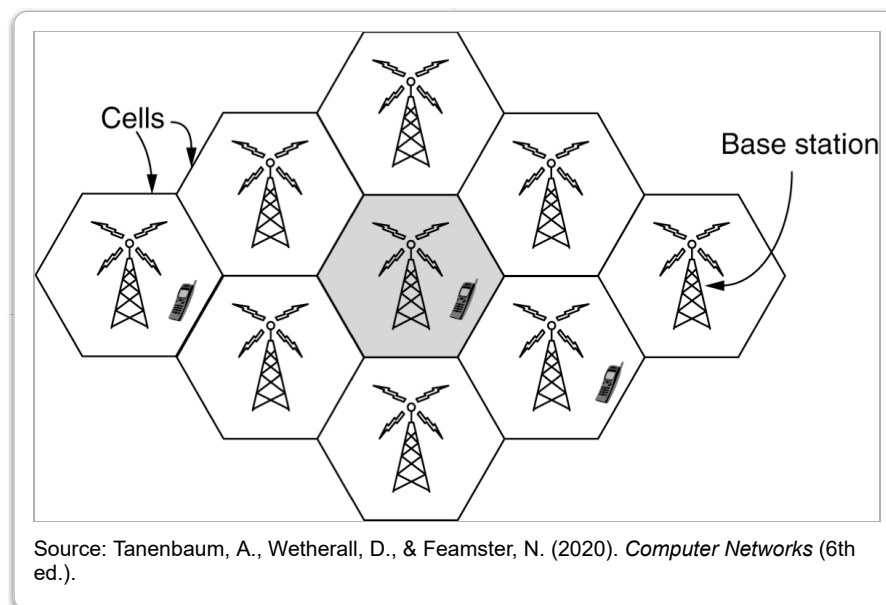 Cells
Base station
Source: Tanenbaum, A., Wetherall, D., & Feamster, N. (2020). Computer Networks (6th
ed.).